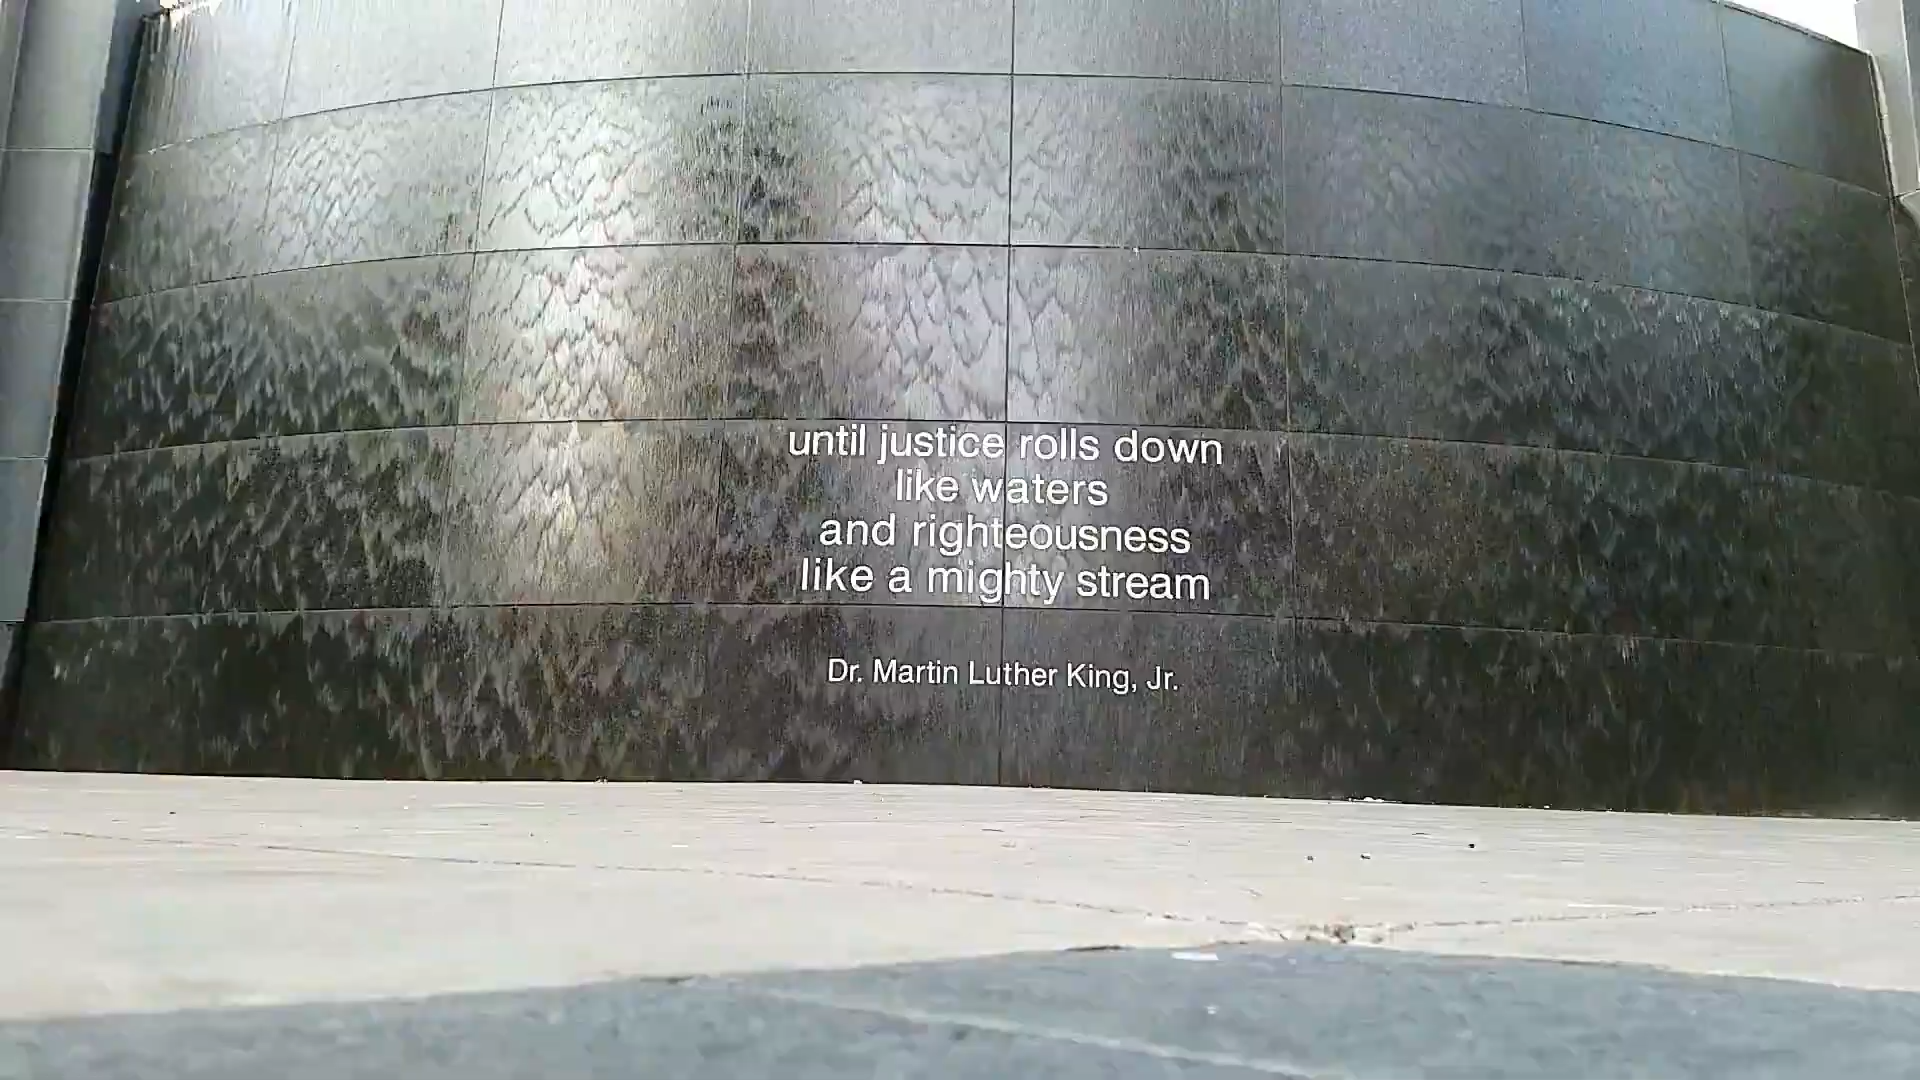 until justice rolls down
like waters
and righteousness
like a mighty stream
Dr. Martin Luther King, Jr.